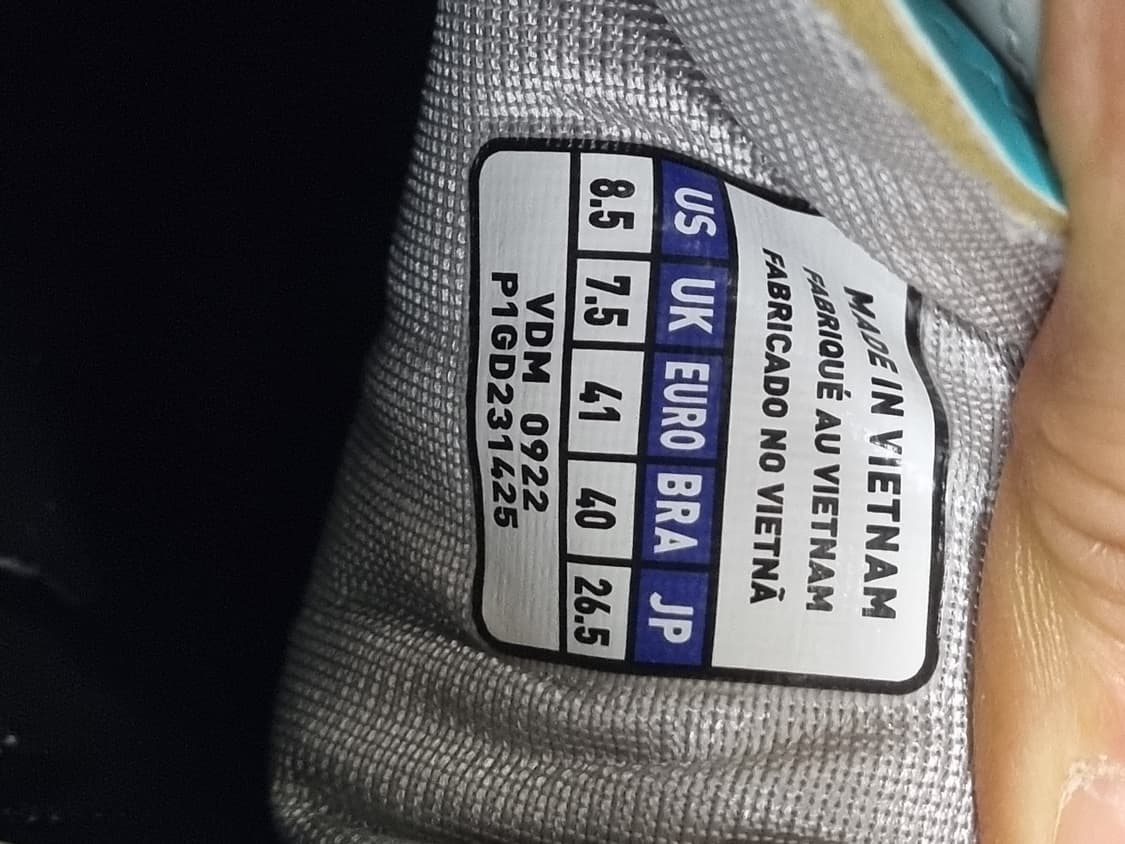 MADE IN VIETNAM
FABRIQUÉ AU VIETNAM
FABRICADO NO VIETNÃ
US UK EURO BRA JP
8.5 7.5 41 40 26.5
VDM 0922
P1GD231425